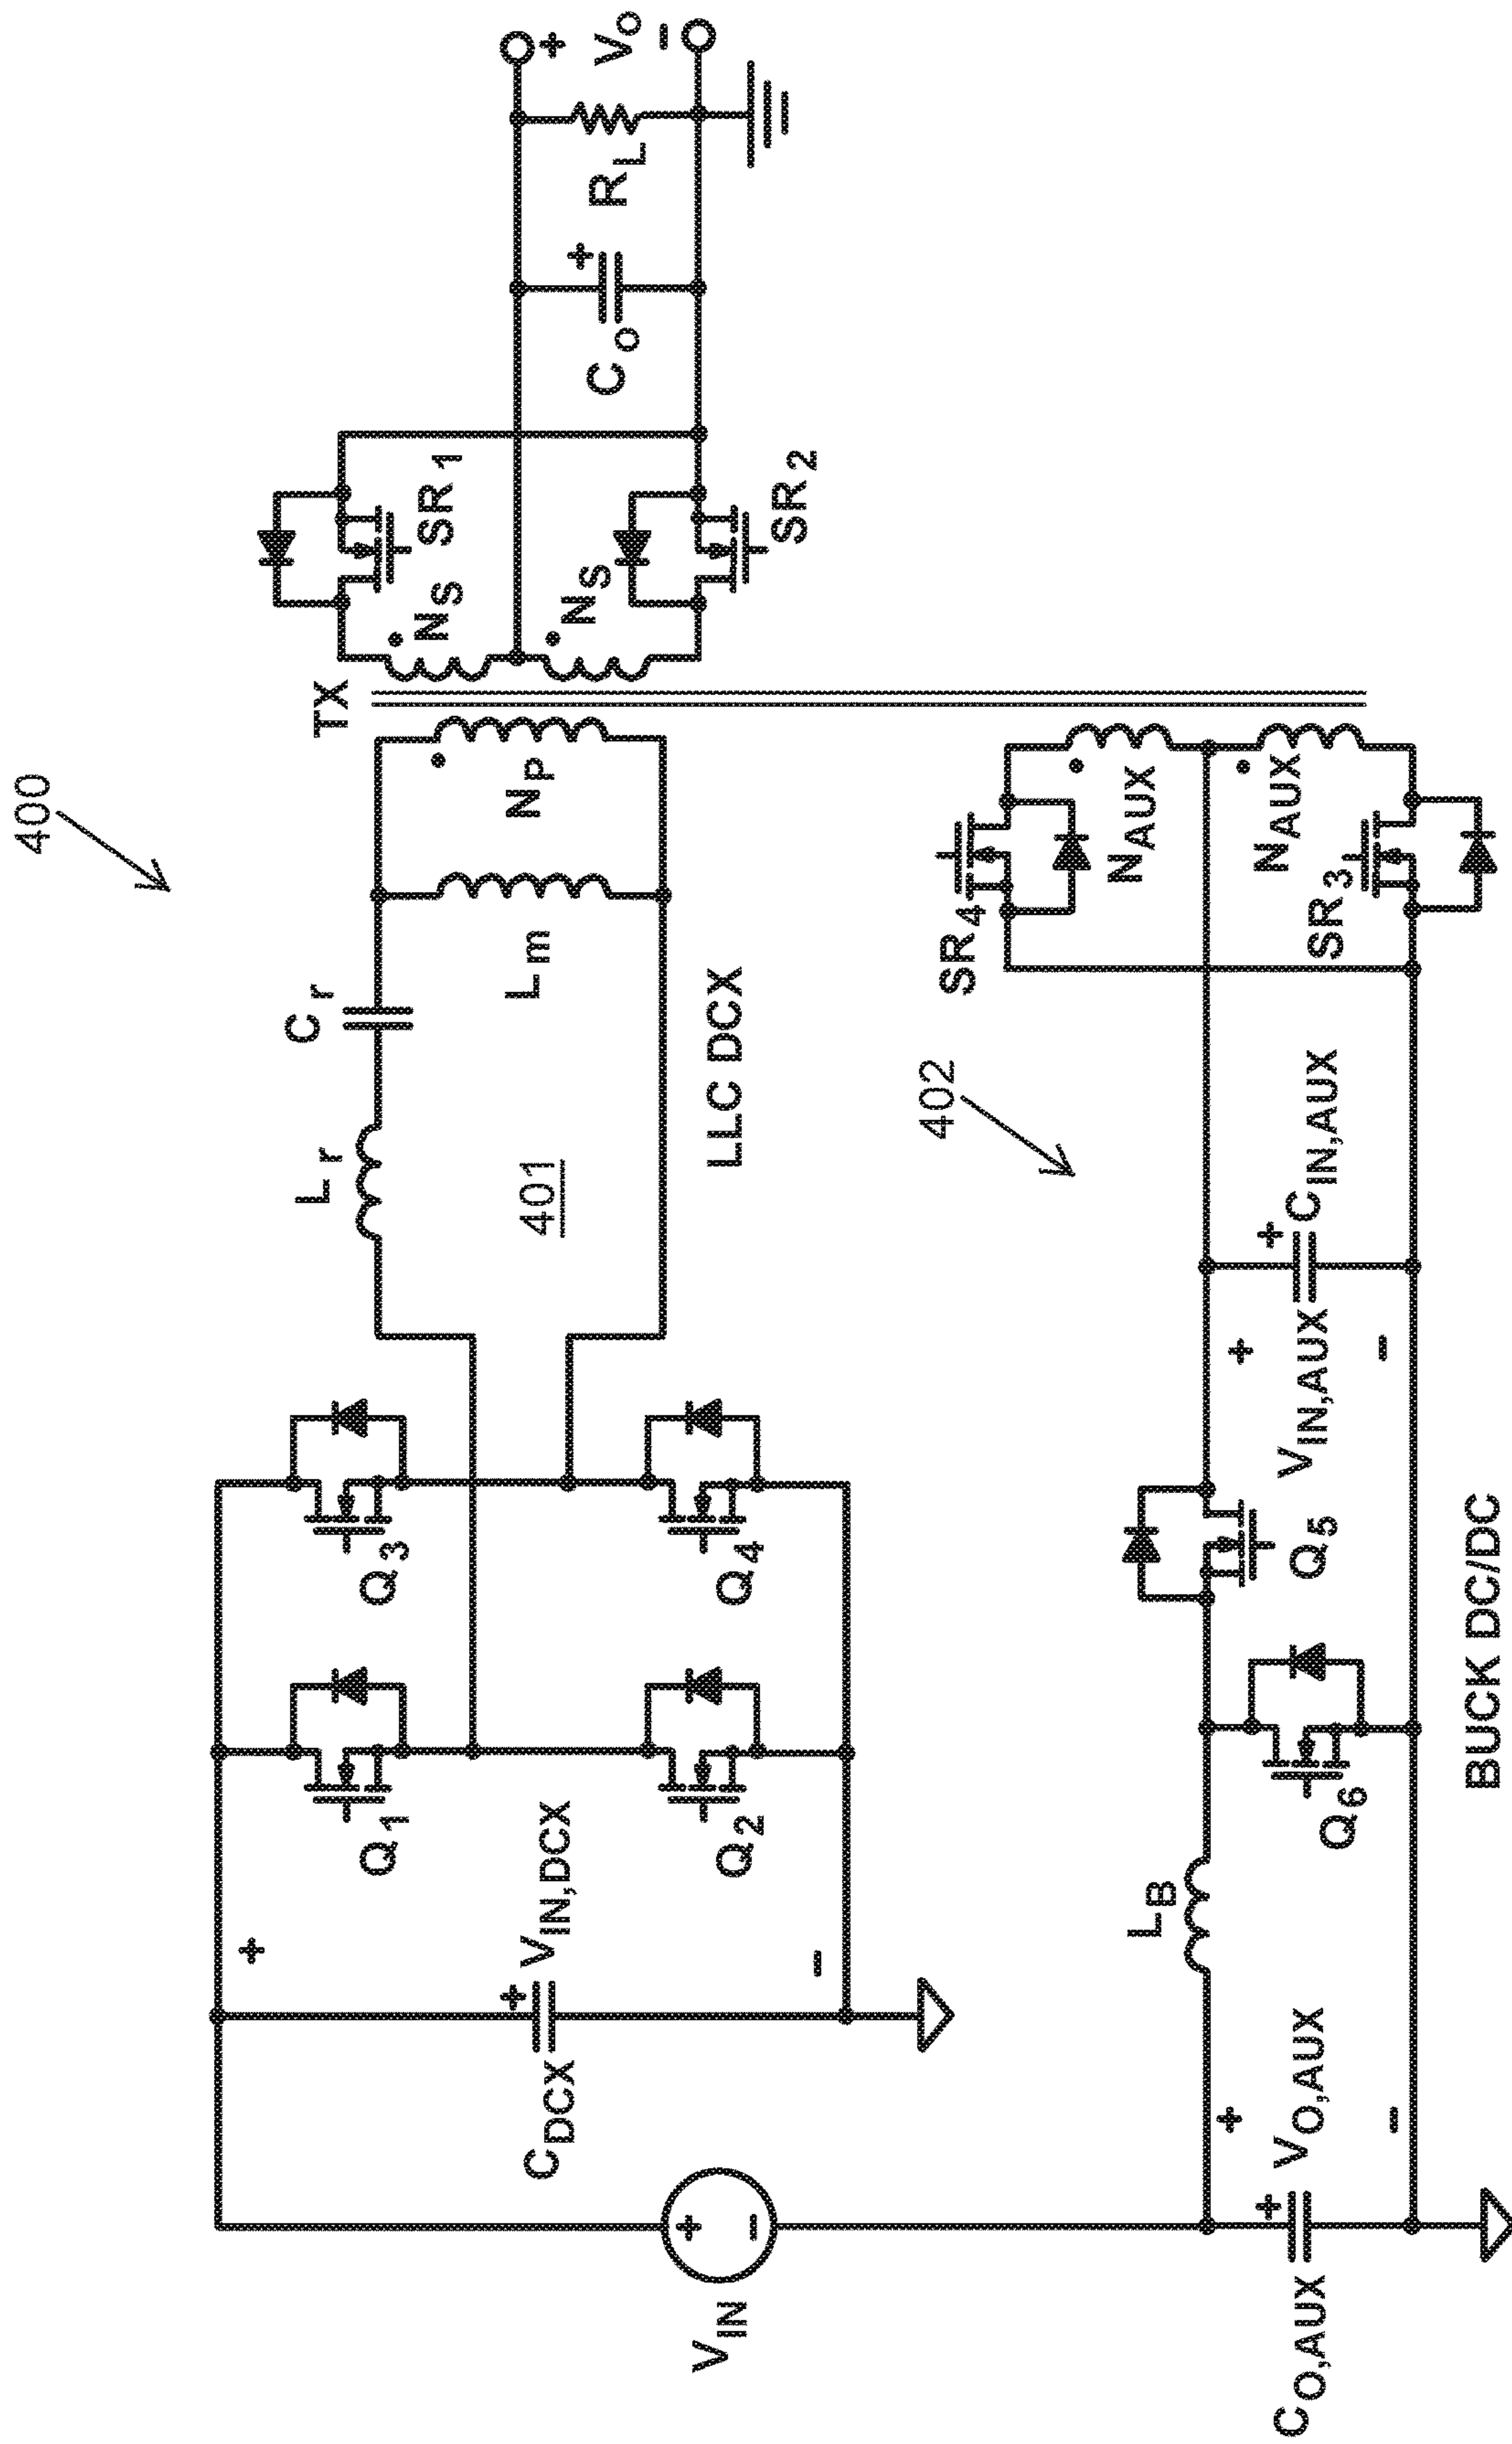 400
TX
Lr
Cr
Lm
NP
NS
NS
SR1
SR2
Co
RL
+
VO
−
+
Q1
Q3
401
LLC DCX
+
CDCX
VIN,DCX
−
Q2
Q4
VIN
+
−
402
SR4
NAUX
NAUX
SR3
LB
Q5
Q6
+
VIN,AUX
−
+
CIN,AUX
+
CO,AUX
+
VO,AUX
−
BUCK DC/DC